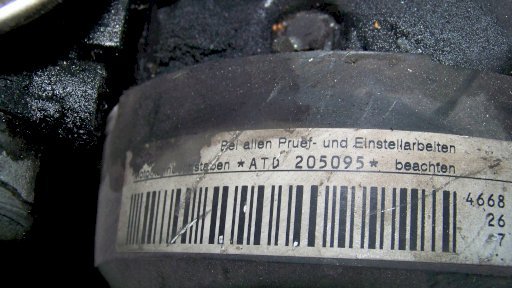 Bei allen Pruef- und Einstellarbeiten
*ATD 205095* beachten
4668
26
7